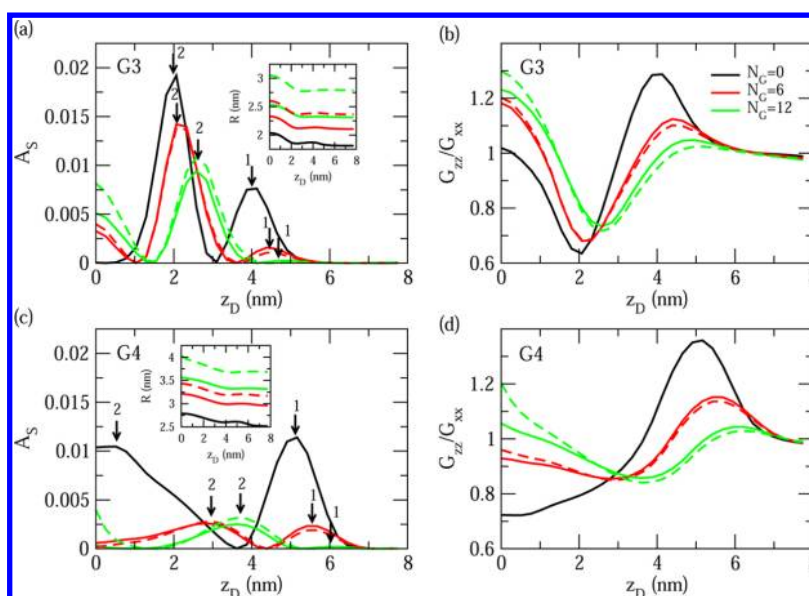 (a)
G3
0.02
0.015
0.01
0.005
0
A_S
2
2
2
1
1
1
3
2.5
2
R (nm)
0 2 4 6 8
z_D (nm)
0 2 4 6 8
z_D (nm)
(b)
G3
N_G=0
N_G=6
N_G=12
1.2
1
0.8
0.6
G_zz/G_xx
0 2 4 6 8
z_D (nm)
(c)
G4
0.02
0.015
0.01
0.005
0
A_S
2
2
2
1
1
1
4
3.5
3
2.5
R (nm)
0 2 4 6 8
z_D (nm)
0 2 4 6 8
z_D (nm)
(d)
G4
1.2
1
0.8
0.6
G_zz/G_xx
0 2 4 6
z_D (nm)